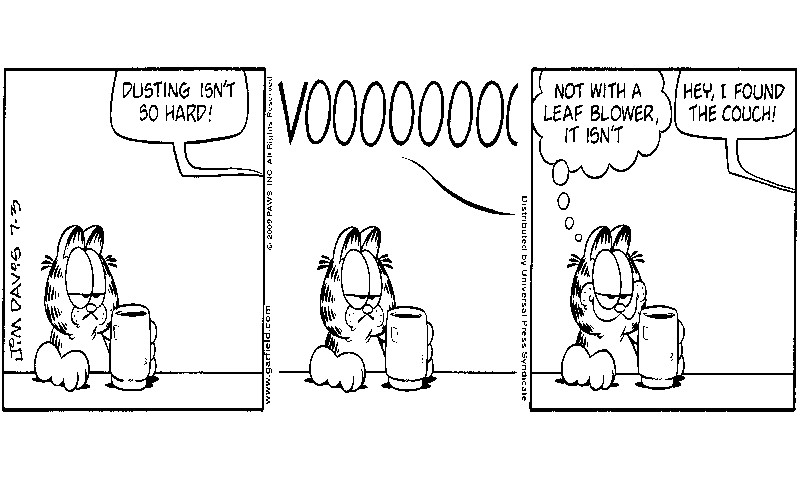 DUSTING ISN'T
SO HARD!
JIM DAVIS 7-3
© 2009 PAWS, INC. All Rights Reserved.
www.garfield.com
VOOOOOOO
Distributed by Universal Press Syndicate
NOT WITH A
LEAF BLOWER,
IT ISN'T
HEY, I FOUND
THE COUCH!